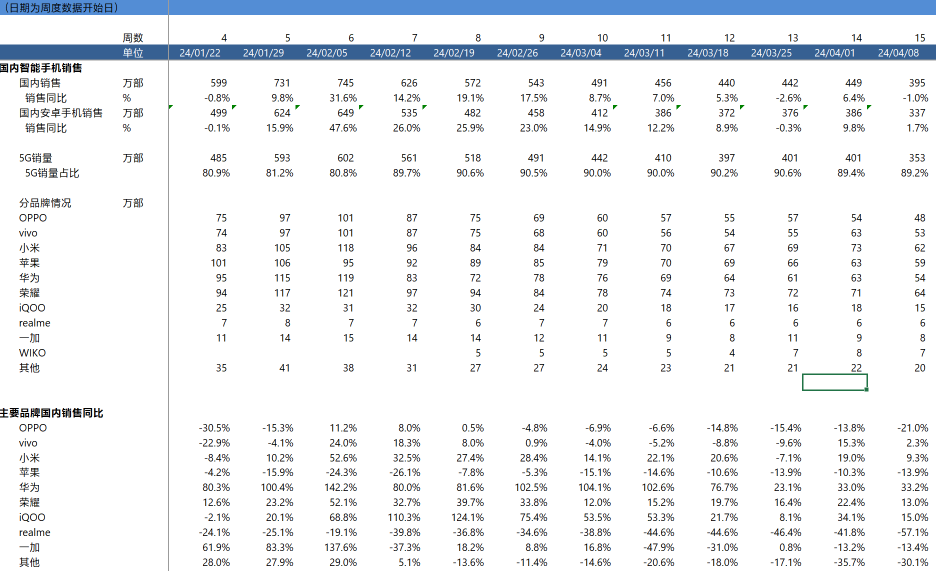 （日期为周度数据开始日）
周数 4 5 6 7 8 9 10 11 12 13 14 15
单位 24/01/22 24/01/29 24/02/05 24/02/12 24/02/19 24/02/26 24/03/04 24/03/11 24/03/18 24/03/25 24/04/01 24/04/08
国内智能手机销售
国内销售 万部 599 731 745 626 572 543 491 456 440 442 449 395
销售同比 % -0.8% 9.8% 31.6% 14.2% 19.1% 17.5% 8.7% 7.0% 5.3% -2.6% 6.4% -1.0%
国内安卓手机销售 万部 499 624 649 535 482 458 412 386 372 376 386 337
销售同比 % -0.1% 15.9% 47.6% 26.0% 25.9% 23.0% 14.9% 12.2% 8.9% -0.3% 9.8% 1.7%
5G销量 万部 485 593 602 561 518 491 442 410 397 401 401 353
5G销量占比 80.9% 81.2% 80.8% 89.7% 90.6% 90.5% 90.0% 90.0% 90.2% 90.6% 89.4% 89.2%
分品牌情况 万部
OPPO 75 97 101 87 75 69 60 57 55 57 54 48
vivo 74 97 101 87 75 68 60 56 54 55 63 53
小米 83 105 118 96 84 84 71 70 67 69 73 62
苹果 101 106 95 92 89 85 79 70 69 66 63 59
华为 95 115 119 83 72 78 76 69 64 61 63 54
荣耀 94 117 121 97 94 84 78 74 73 72 71 64
iQOO 25 32 31 32 30 24 20 18 17 16 18 15
realme 7 8 7 7 6 7 7 6 6 6 6 6
一加 11 14 15 14 14 12 11 9 8 11 9 8
WIKO 5 5 5 5 4 7 8 7
其他 35 41 38 31 27 27 24 23 21 21 22 20
主要品牌国内销售同比
OPPO -30.5% -15.3% 11.2% 8.0% 0.5% -4.8% -6.9% -6.6% -14.8% -15.4% -13.8% -21.0%
vivo -22.9% -4.1% 24.0% 18.3% 8.0% 0.9% -4.0% -5.2% -8.8% -9.6% 15.3% 2.3%
小米 -8.4% 10.2% 52.6% 32.5% 27.4% 28.4% 14.1% 22.1% 20.6% -7.1% 19.0% 9.3%
苹果 -4.2% -15.9% -24.3% -26.1% -7.8% -5.3% -15.1% -14.6% -10.6% -13.9% -10.3% -13.9%
华为 80.3% 100.4% 142.2% 80.0% 81.6% 102.5% 104.1% 102.6% 76.7% 23.1% 33.0% 33.2%
荣耀 12.6% 23.2% 52.1% 32.7% 39.7% 33.8% 12.0% 15.2% 19.7% 16.4% 22.4% 13.0%
iQOO -2.1% 20.1% 68.8% 110.3% 124.1% 75.4% 53.5% 53.3% 21.7% 8.1% 34.1% 15.0%
realme -24.1% -25.1% -19.1% -39.8% -36.8% -34.6% -38.8% -44.6% -44.6% -46.4% -41.8% -57.1%
一加 61.9% 83.3% 137.6% -37.3% 18.2% 8.8% 16.8% -47.9% -31.0% 0.8% -13.2% -13.4%
其他 28.0% 27.9% 29.0% 5.1% -13.6% -11.4% -14.6% -20.6% -18.0% -17.1% -35.7% -30.1%